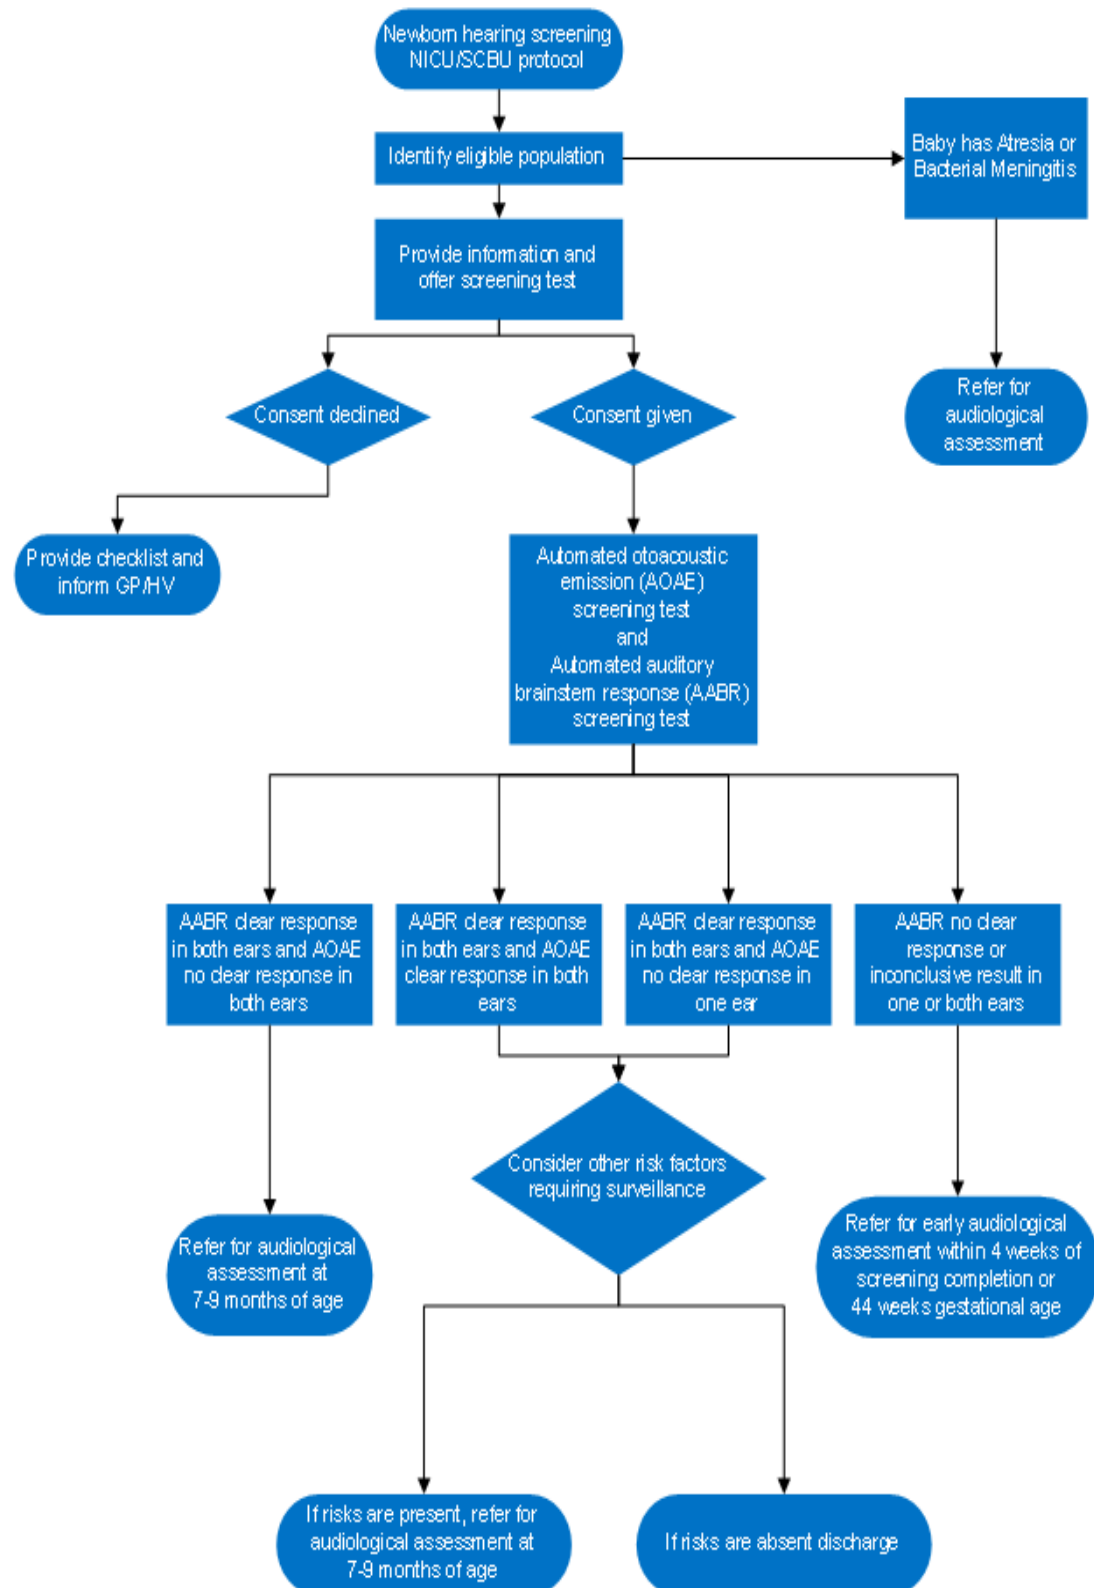 Newborn hearing screening
NICU/SCBU protocol
Identify eligible population
Baby has Atresia or
Bacterial Meningitis
Provide information and
offer screening test
Refer for
audiological
assessment
Consent declined
Consent given
Provide checklist and
inform GP/HV
Automated otoacoustic
emission (AOAE)
screening test
and
Automated auditory
brainstem response (AABR)
screening test
AABR clear response
in both ears and AOAE
no clear response in
both ears
AABR clear response
in both ears and AOAE
clear response in both
ears
AABR clear response
in both ears and AOAE
no clear response in
one ear
AABR no clear
response or
inconclusive result in
one or both ears
Consider other risk factors
requiring surveillance
Refer for audiological
assessment at
7-9 months of age
Refer for early audiological
assessment within 4 weeks of
screening completion or
44 weeks gestational age
If risks are present, refer for
audiological assessment at
7-9 months of age
If risks are absent discharge